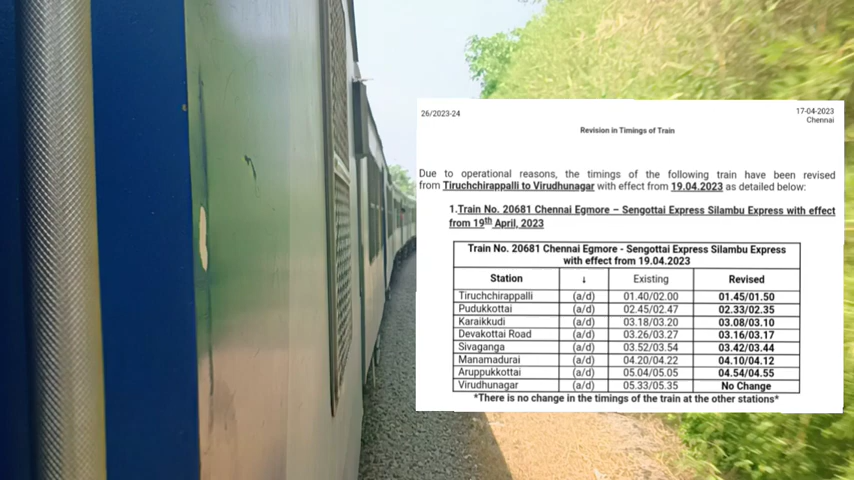 26/2023-24
17-04-2023
Chennai
Revision in Timings of Train
Due to operational reasons, the timings of the following train have been revised
from Tiruchchirappalli to Virudhunagar with effect from 19.04.2023 as detailed below:
1.Train No. 20681 Chennai Egmore – Sengottai Express Silambu Express with effect
from 19th April, 2023
Train No. 20681 Chennai Egmore - Sengottai Express Silambu Express
with effect from 19.04.2023
Station ↓ Existing Revised
Tiruchchirappalli (a/d) 01.40/02.00 01.45/01.50
Pudukkottai (a/d) 02.45/02.47 02.33/02.35
Karaikkudi (a/d) 03.18/03.20 03.08/03.10
Devakottai Road (a/d) 03.26/03.27 03.16/03.17
Sivaganga (a/d) 03.52/03.54 03.42/03.44
Manamadurai (a/d) 04.20/04.22 04.10/04.12
Aruppukkottai (a/d) 05.04/05.05 04.54/04.55
Virudhunagar (a/d) 05.33/05.35 No Change
*There is no change in the timings of the train at the other stations*